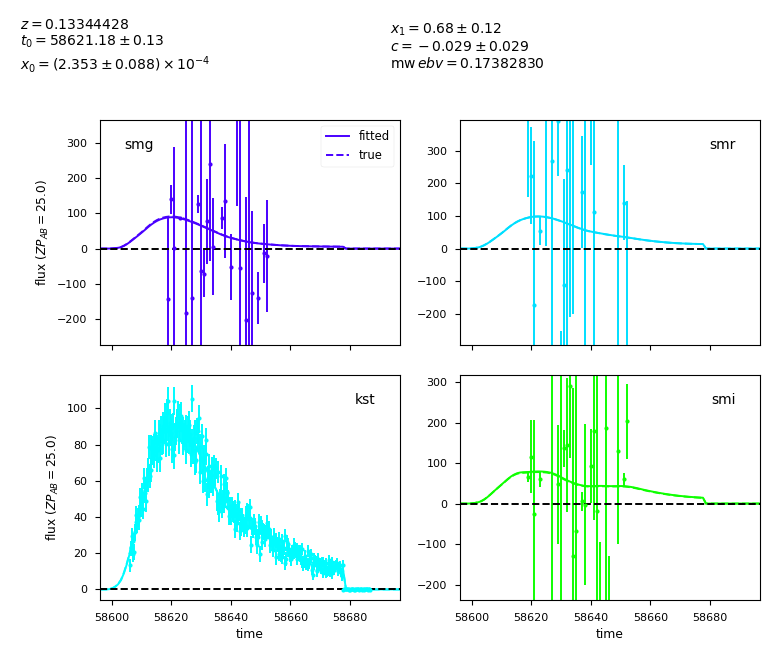 z = 0.13344428
t₀ = 58621.18 ± 0.13
x₀ = (2.353 ± 0.088) × 10⁻⁴
x₁ = 0.68 ± 0.12
c = −0.029 ± 0.029
mw ebv = 0.17382830
smg
fitted
true
300
200
100
0
−100
−200
flux (ZP_AB = 25.0)
smr
300
200
100
0
−100
−200
kst
100
80
60
40
20
0
flux (ZP_AB = 25.0)
58600 58620 58640 58660 58680
time
smi
300
200
100
0
−100
−200
58600 58620 58640 58660 58680
time